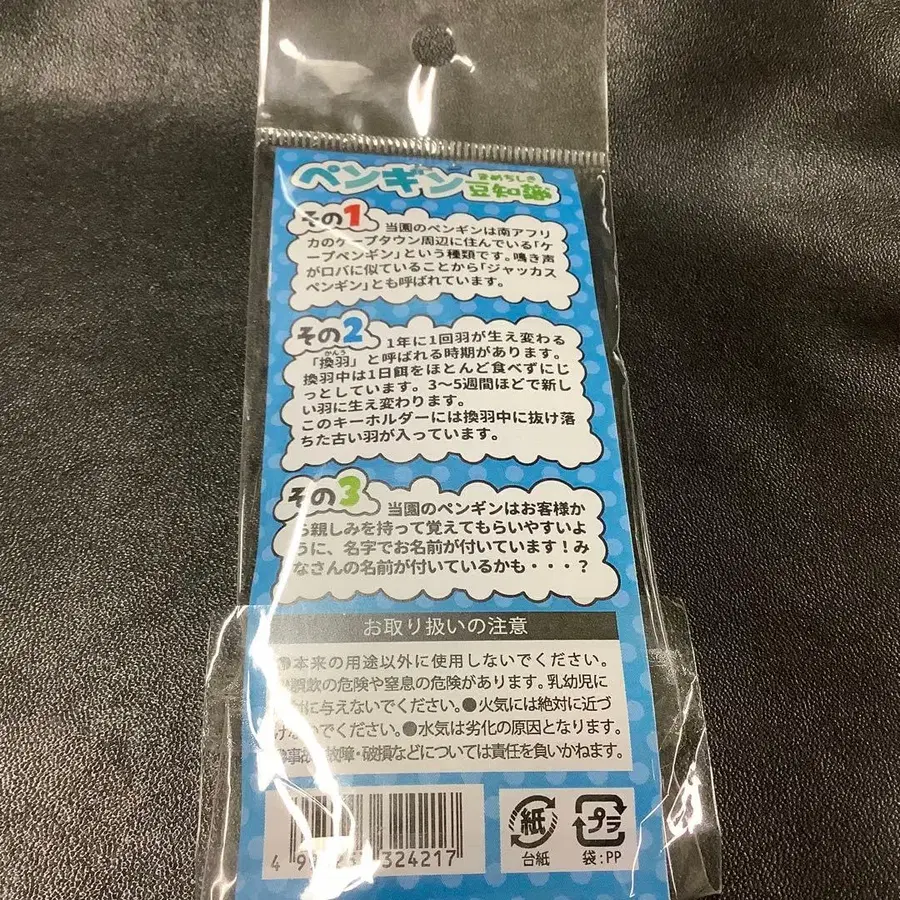 ペンギン豆知識
まめちしき
その1
当園のペンギンは南アフリ
カのケープタウン周辺に住んでいる「ケ
ープペンギン」という種類です。鳴き声
がロバに似ていることから「ジャッカス
ペンギン」とも呼ばれています。
その2
1年に1回羽が生え変わる
「換羽」と呼ばれる時期があります。
かんう
換羽中は1日餌をほとんど食べずにじ
っとしています。3〜5週間ほどで新し
い羽に生え変わります。
このキーホルダーには換羽中に抜け落
ちた古い羽が入っています。
その3
当園のペンギンはお客様か
ら親しみを持って覚えてもらいやすいよ
うに、名字でお名前が付いています！み
なさんの名前が付いているかも・・・？
お取り扱いの注意
本来の用途以外に使用しないでください。
飲の危険や窒息の危険があります。乳幼児に
に与えないでください。●火気には絶対に近づ
ないでください。●水気は劣化の原因となります。
故障・破損などについては責任を負いかねます。
324217
紙
台紙
プラ
袋:PP